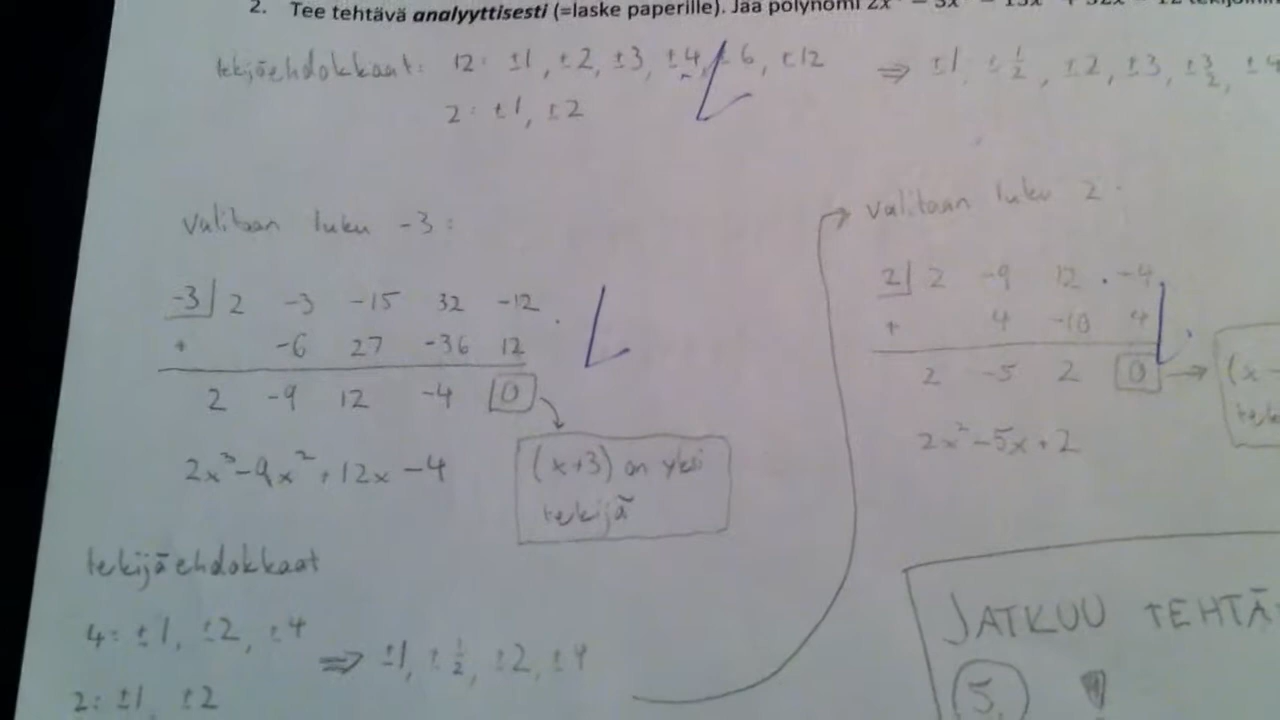 2. Tee tehtävä analyyttisesti (=laske paperille). Jaa polynomi
tekijäehdokkaat: 12: ±1, ±2, ±3, ±4, ±6, ±12 ⇒ ±1, ±1/2, ±2, ±3, ±3/2, ±4
2: ±1, ±2
valitaan luku -3:
-3| 2 -3 -15 32 -12
+ -6 27 -36 12
2 -9 12 -4 0
2x³-9x²+12x-4
(x+3) on yksi
tekijä
tekijäehdokkaat
4: ±1, ±2, ±4
2: ±1, ±2
⇒ ±1, ±1/2, ±2, ±4
valitaan luku 2:
2| 2 -9 12 -4
+ 4 -10 4
2 -5 2 0
(x-
2x²-5x+2
JATKUU TEHTÄ
5.